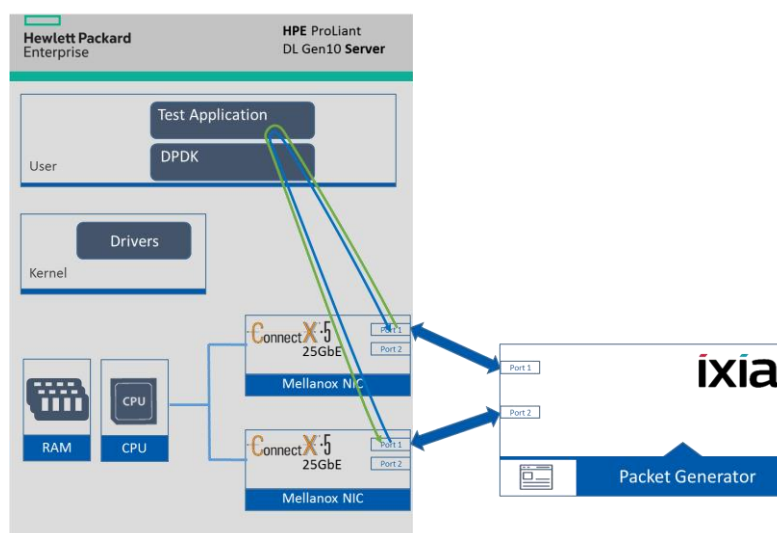 Hewlett Packard
Enterprise
HPE ProLiant
DL Gen10 Server
Test Application
DPDK
User
Drivers
Kernel
ConnectX·5
25GbE
Port 1
Port 2
Mellanox NIC
CPU
RAM
CPU
ConnectX·5
25GbE
Port 1
Port 2
Mellanox NIC
ixia
Port 1
Port 2
Packet Generator